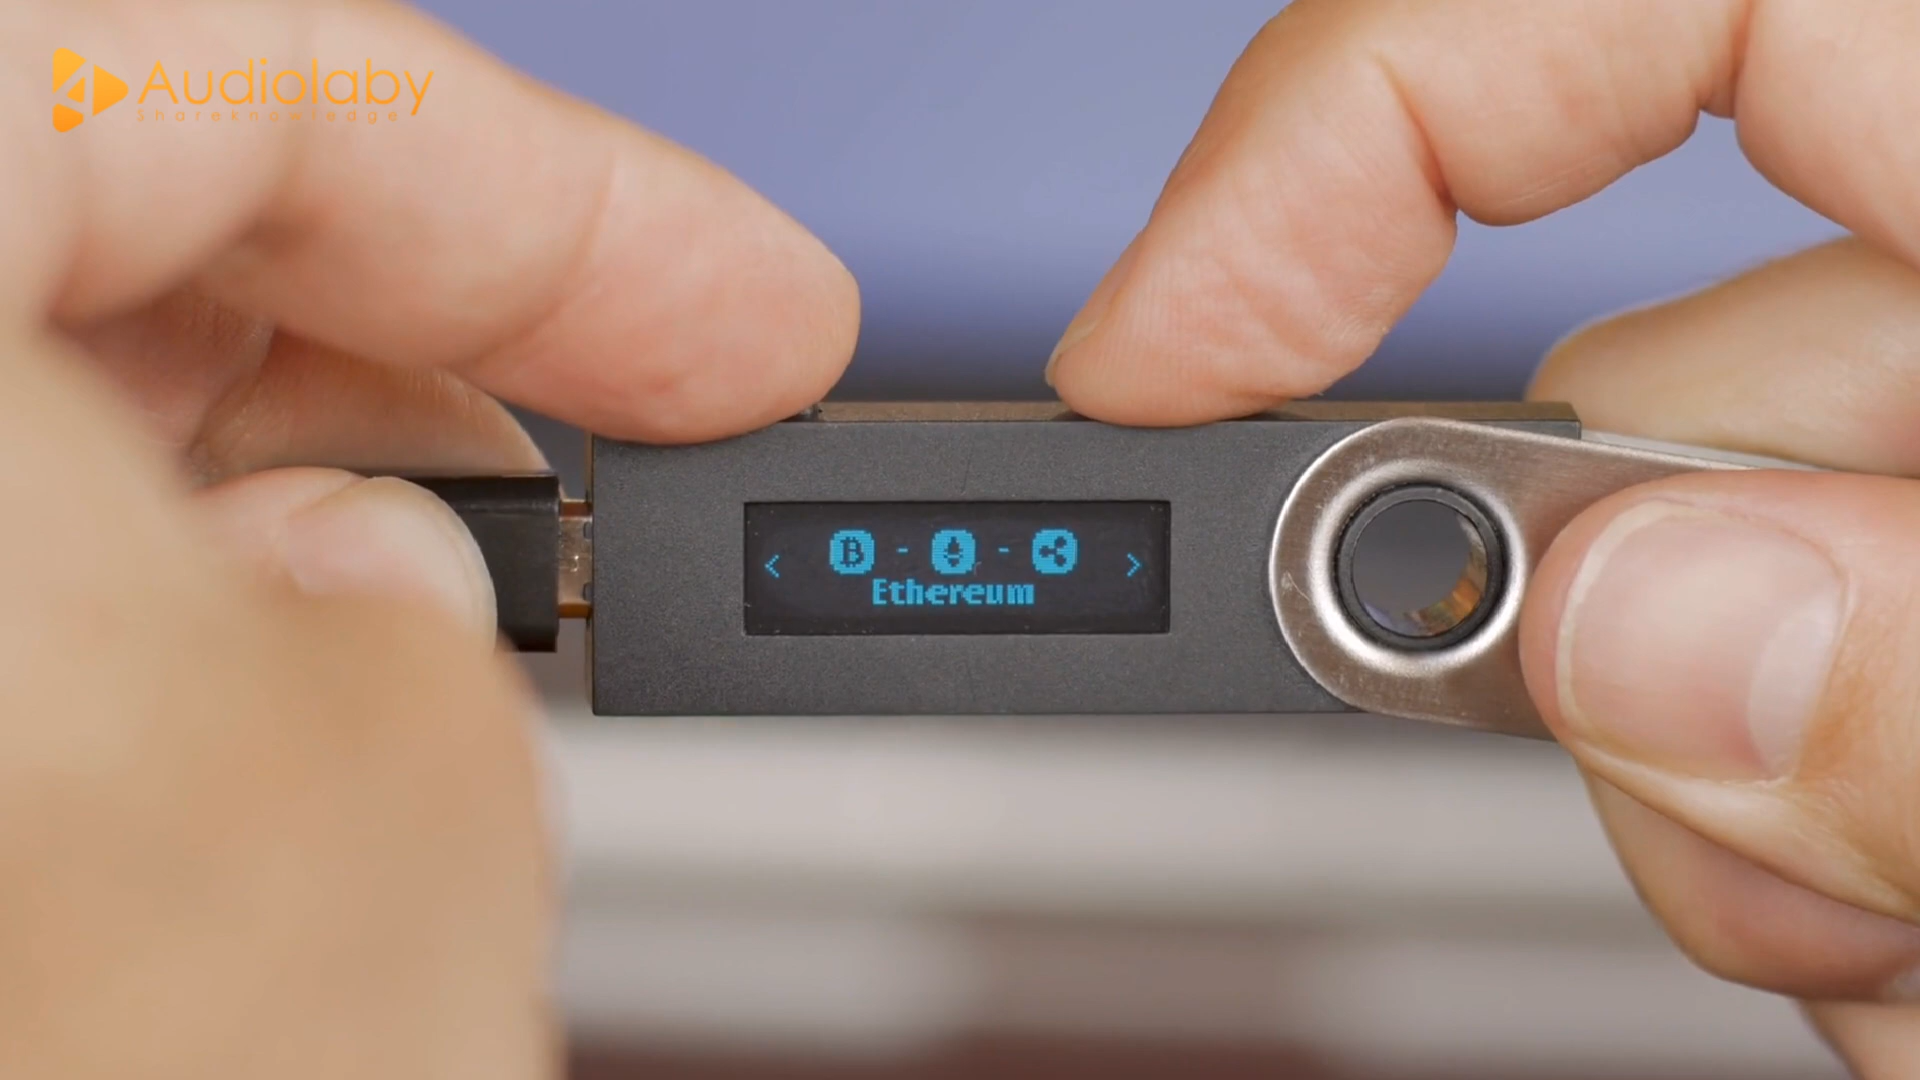 Audiolaby
Shareknowledge
< - - >
Ethereum